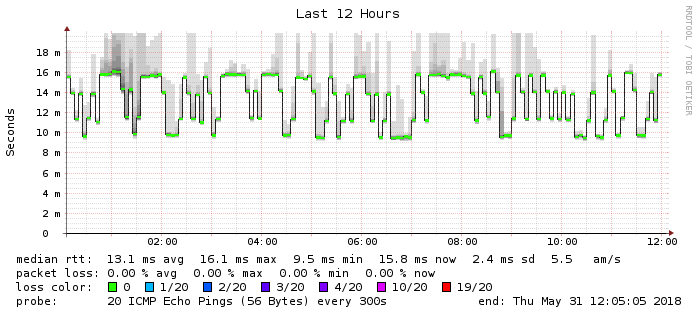 Last 12 Hours
RRDTOOL / TOBI OETIKER
Seconds
18 m
16 m
14 m
12 m
10 m
8 m
6 m
4 m
2 m
0
02:00 04:00 06:00 08:00 10:00 12:00
median rtt: 13.1 ms avg 16.1 ms max 9.5 ms min 15.8 ms now 2.4 ms sd 5.5 am/s
packet loss: 0.00 % avg 0.00 % max 0.00 % min 0.00 % now
loss color: 0 1/20 2/20 3/20 4/20 10/20 19/20
probe: 20 ICMP Echo Pings (56 Bytes) every 300s end: Thu May 31 12:05:05 2018